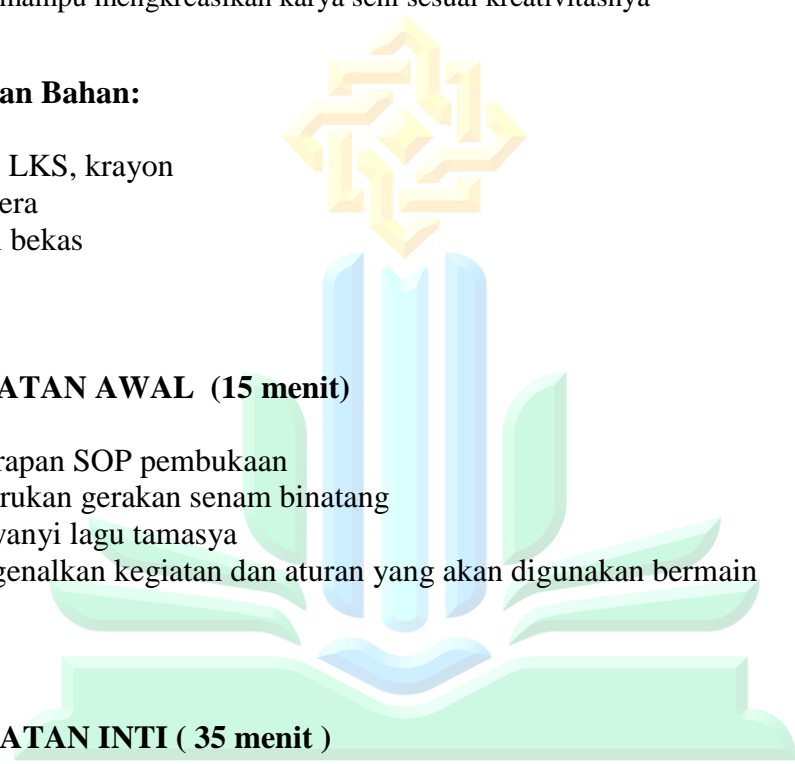 mampu mengkreasikan karya seni sesuai kreativitasnya
an Bahan:
LKS, krayon
era
bekas
ATAN AWAL (15 menit)
rapan SOP pembukaan
rukan gerakan senam binatang
yanyi lagu tamasya
genalkan kegiatan dan aturan yang akan digunakan bermain
ATAN INTI ( 35 menit )